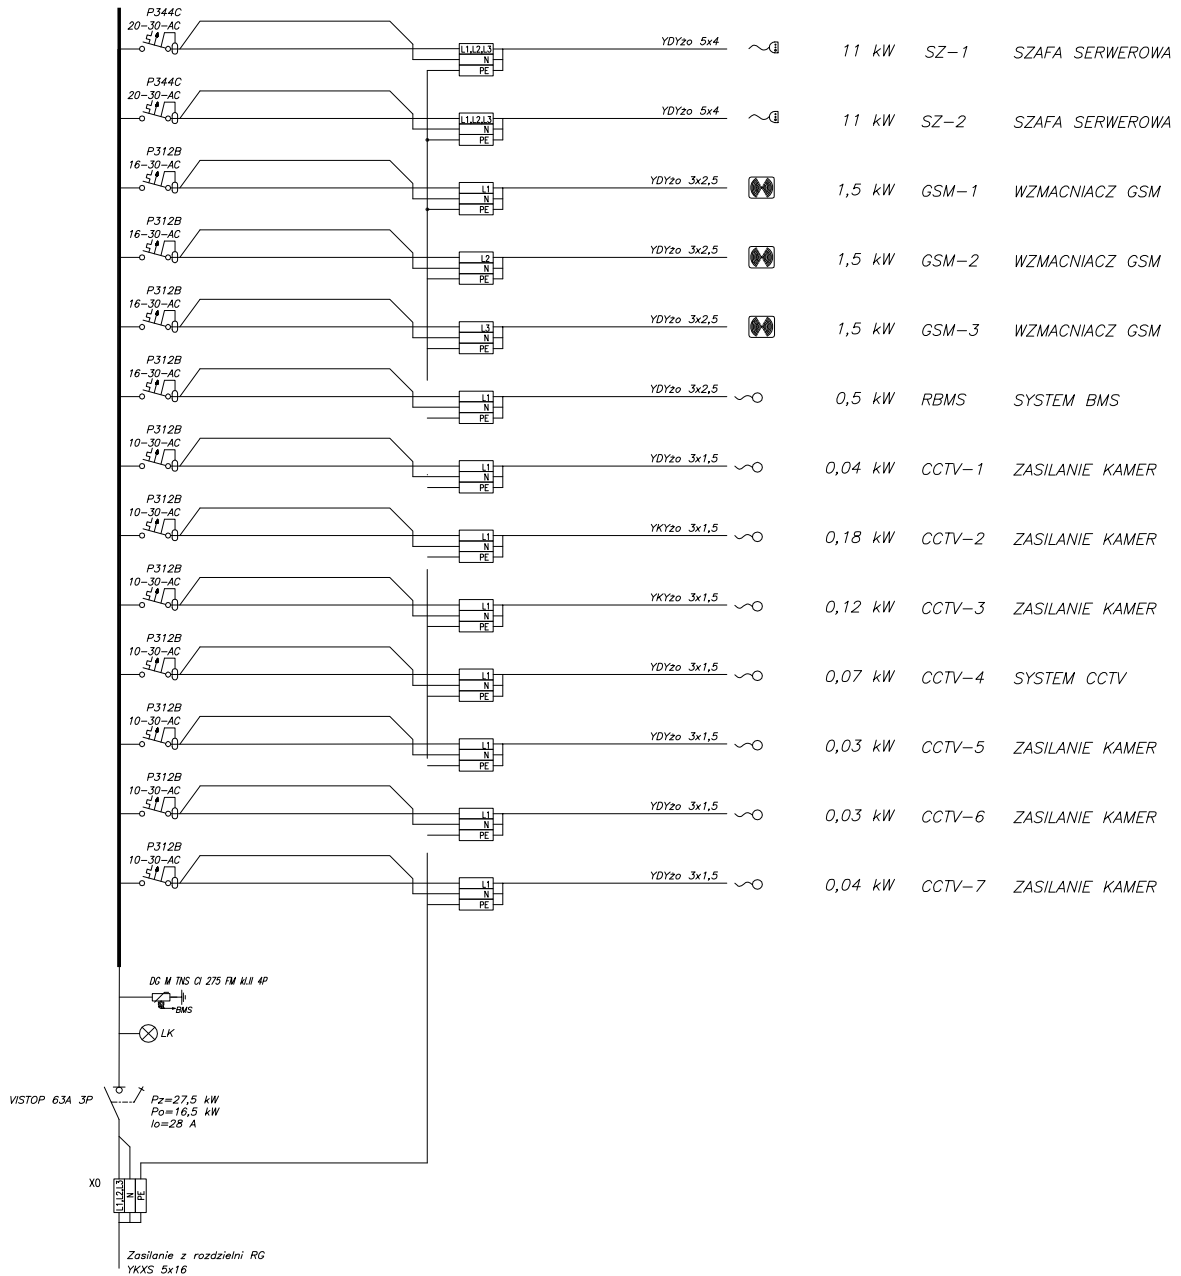 P344C
20-30-AC
L1,L2,L3
N
PE
YDYżo 5x4
11 kW SZ-1 SZAFA SERWEROWA
P344C
20-30-AC
L1,L2,L3
N
PE
YDYżo 5x4
11 kW SZ-2 SZAFA SERWEROWA
P312B
16-30-AC
L1
N
PE
YDYżo 3x2,5
1,5 kW GSM-1 WZMACNIACZ GSM
P312B
16-30-AC
L2
N
PE
YDYżo 3x2,5
1,5 kW GSM-2 WZMACNIACZ GSM
P312B
16-30-AC
L3
N
PE
YDYżo 3x2,5
1,5 kW GSM-3 WZMACNIACZ GSM
P312B
16-30-AC
L1
N
PE
YDYżo 3x2,5
0,5 kW RBMS SYSTEM BMS
P312B
10-30-AC
L1
N
PE
YDYżo 3x1,5
0,04 kW CCTV-1 ZASILANIE KAMER
P312B
10-30-AC
L1
N
PE
YKYżo 3x1,5
0,18 kW CCTV-2 ZASILANIE KAMER
P312B
10-30-AC
L1
N
PE
YKYżo 3x1,5
0,12 kW CCTV-3 ZASILANIE KAMER
P312B
10-30-AC
L1
N
PE
YDYżo 3x1,5
0,07 kW CCTV-4 SYSTEM CCTV
P312B
10-30-AC
L1
N
PE
YDYżo 3x1,5
0,03 kW CCTV-5 ZASILANIE KAMER
P312B
10-30-AC
L1
N
PE
YDYżo 3x1,5
0,03 kW CCTV-6 ZASILANIE KAMER
P312B
10-30-AC
L1
N
PE
YDYżo 3x1,5
0,04 kW CCTV-7 ZASILANIE KAMER
DG M TNS CI 275 FM kl.II 4P
BMS
LK
VISTOP 63A 3P
Pz=27,5 kW
Po=16,5 kW
Io=28 A
X0
L1,L2,L3
N
PE
Zasilanie z rozdzielni RG
YKXS 5x16